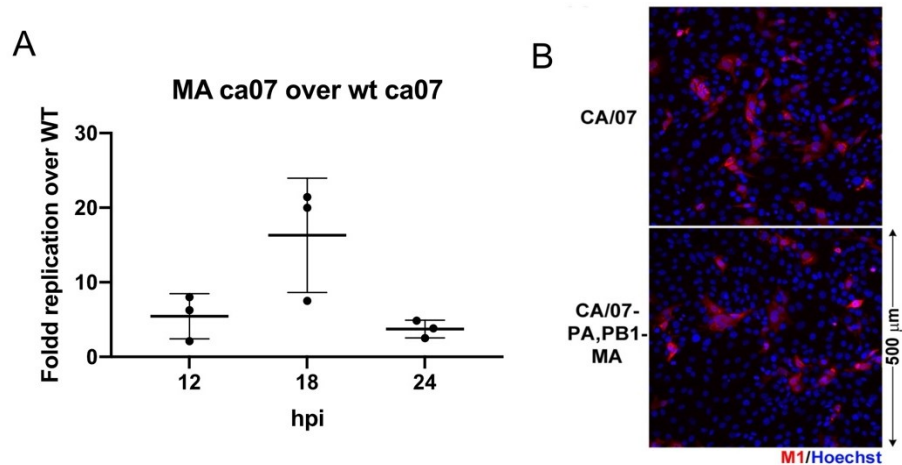 A
MA ca07 over wt ca07
Foldd replication over WT
30
20
10
0
12 18 24
hpi
B
CA/07
CA/07-
PA,PB1-
MA
500 μm
M1/Hoechst